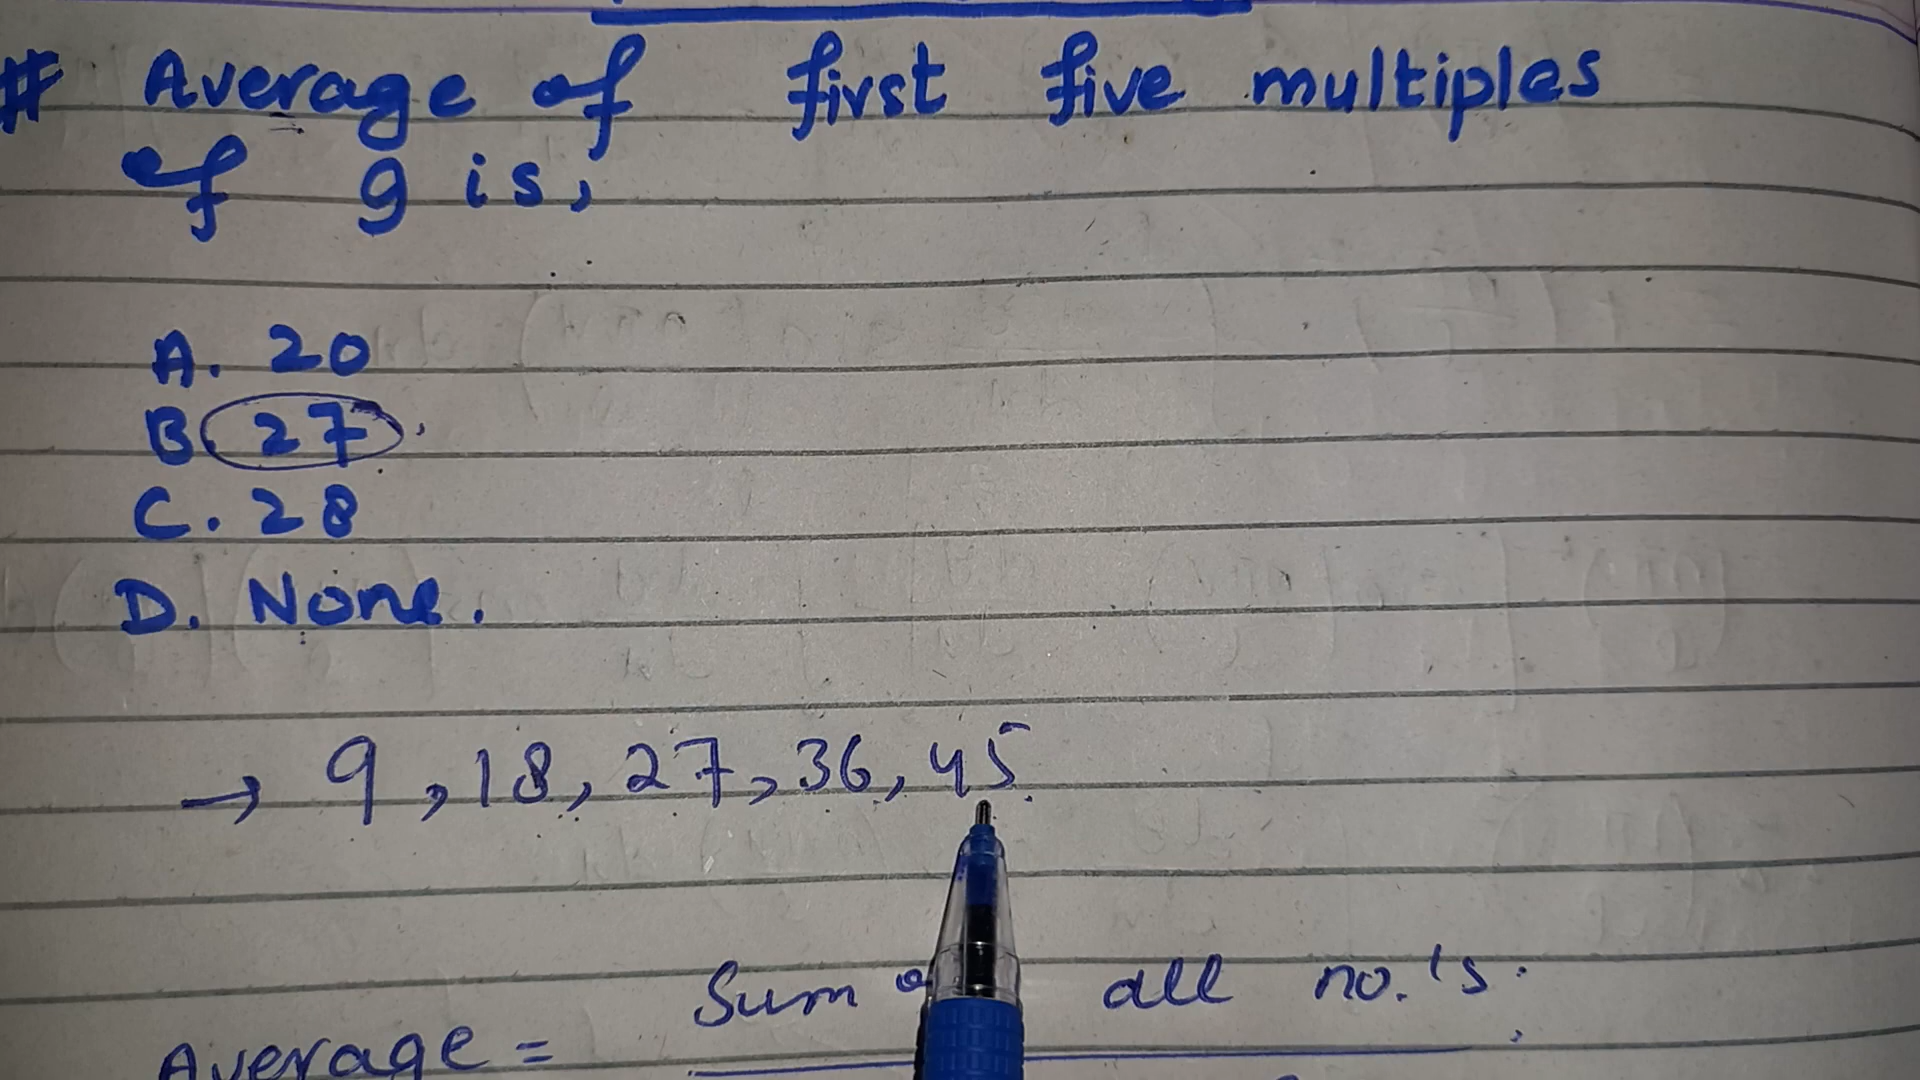 # Average of first five multiples
of 9 is,
A. 20
B. 27
C. 28
D. None.
→ 9, 18, 27, 36, 45
Sum all no.'s.
Average =